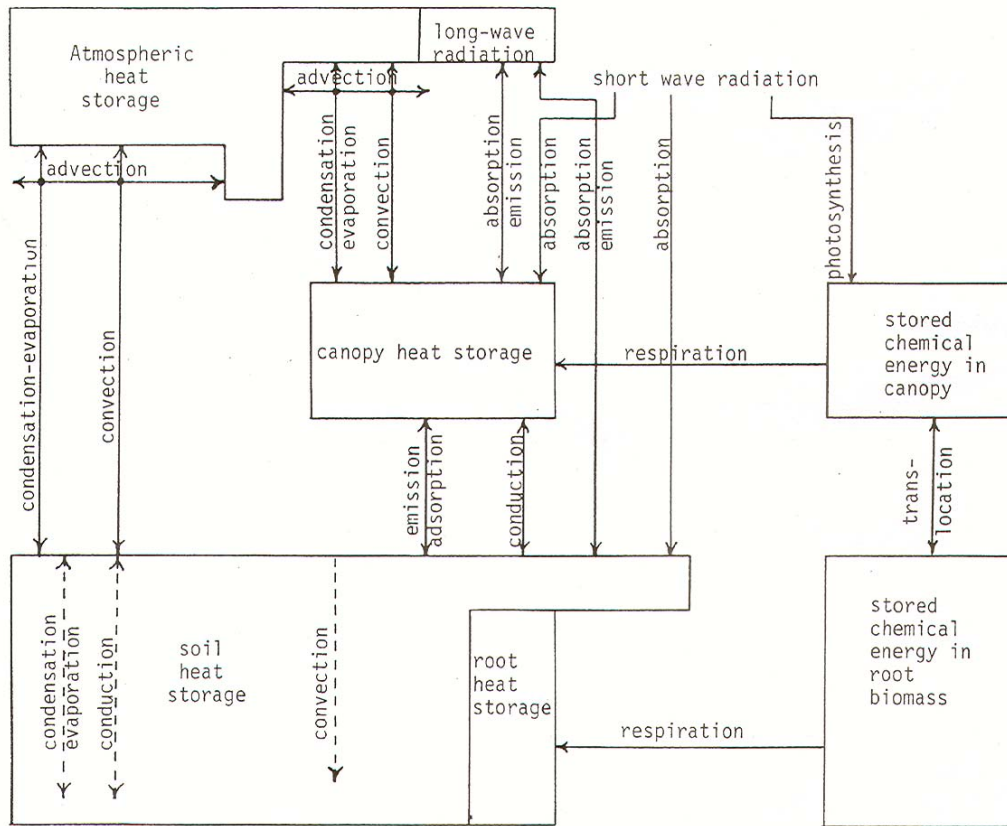 Atmospheric
heat
storage
long-wave
radiation
advection
short wave radiation
advection
condensation
evaporation
convection
absorption
emission
absorption
absorption
emission
absorption
photosynthesis
condensation-evaporation
convection
canopy heat storage
respiration
stored
chemical
energy in
canopy
emission
adsorption
conduction
trans-
location
condensation
evaporation
conduction
soil
heat
storage
convection
root
heat
storage
respiration
stored
chemical
energy in
root
biomass